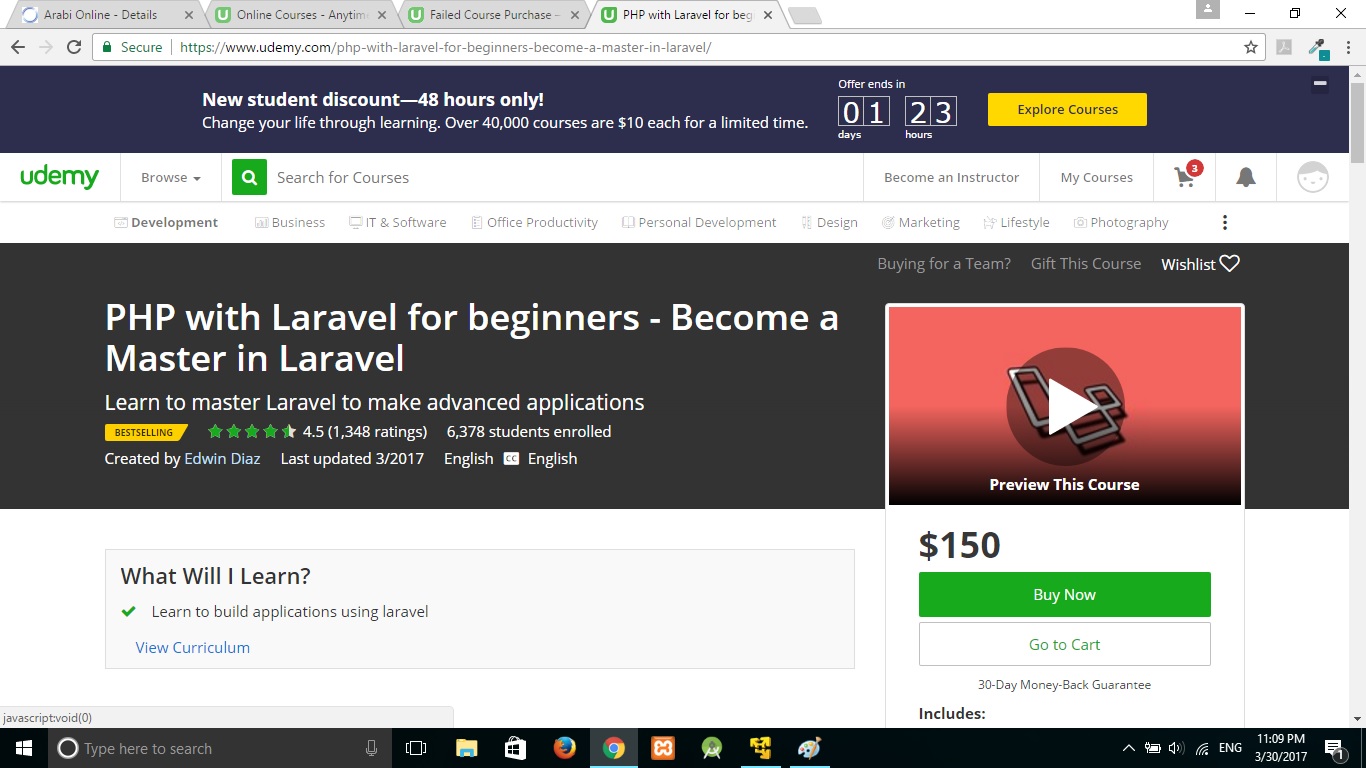 Arabi Online - Details
Online Courses - Anytim
Failed Course Purchase -
PHP with Laravel for beg
Secure
https://www.udemy.com/php-with-laravel-for-beginners-become-a-master-in-laravel/
New student discount—48 hours only!
Change your life through learning. Over 40,000 courses are $10 each for a limited time.
Offer ends in
01 23
days hours
Explore Courses
udemy
Browse
Search for Courses
Become an Instructor
My Courses
3
Development
Business
IT & Software
Office Productivity
Personal Development
Design
Marketing
Lifestyle
Photography
Buying for a Team?
Gift This Course
Wishlist
PHP with Laravel for beginners - Become a
Master in Laravel
Learn to master Laravel to make advanced applications
BESTSELLING 4.5 (1,348 ratings) 6,378 students enrolled
Created by Edwin Diaz Last updated 3/2017 English CC English
Preview This Course
$150
Buy Now
Go to Cart
30-Day Money-Back Guarantee
Includes:
What Will I Learn?
Learn to build applications using laravel
View Curriculum
javascript:void(0)
Type here to search
ENG
11:09 PM
3/30/2017
1